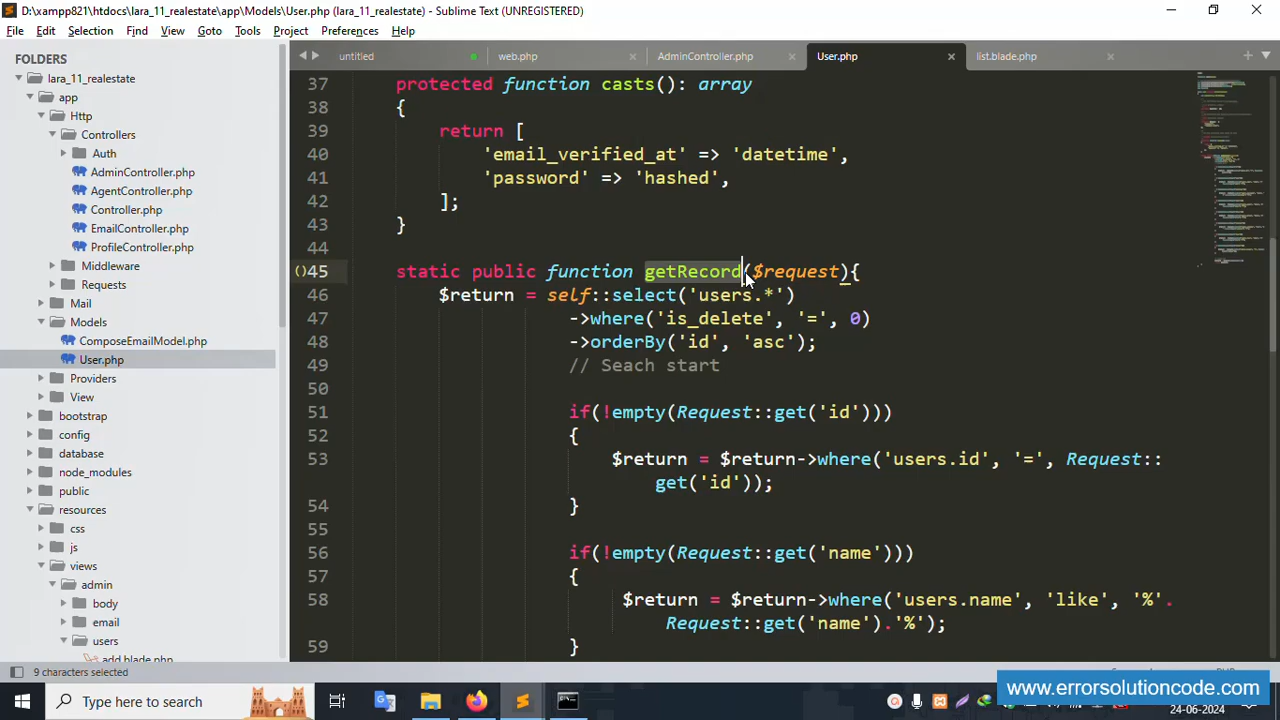 D:\xampp821\htdocs\lara_11_realestate\app\Models\User.php (lara_11_realestate) - Sublime Text (UNREGISTERED)
File Edit Selection Find View Goto Tools Project Preferences Help
FOLDERS
lara_11_realestate
app
Http
Controllers
Auth
AdminController.php
AgentController.php
Controller.php
EmailController.php
ProfileController.php
Middleware
Requests
Mail
Models
ComposeEmailModel.php
User.php
Providers
View
bootstrap
config
database
node_modules
public
resources
css
js
views
admin
body
email
users
add.blade.php
untitled web.php AdminController.php User.php list.blade.php
37 protected function casts(): array
38 {
39 return [
40 'email_verified_at' => 'datetime',
41 'password' => 'hashed',
42 ];
43 }
44
45 static public function getRecord($request){
46 $return = self::select('users.*')
47 ->where('is_delete', '=', 0)
48 ->orderBy('id', 'asc');
49 // Seach start
50
51 if(!empty(Request::get('id')))
52 {
53 $return = $return->where('users.id', '=', Request::
get('id'));
54 }
55
56 if(!empty(Request::get('name')))
57 {
58 $return = $return->where('users.name', 'like', '%'.
Request::get('name').'%');
59 }
9 characters selected
Type here to search
www.errorsolutioncode.com
24-06-2024